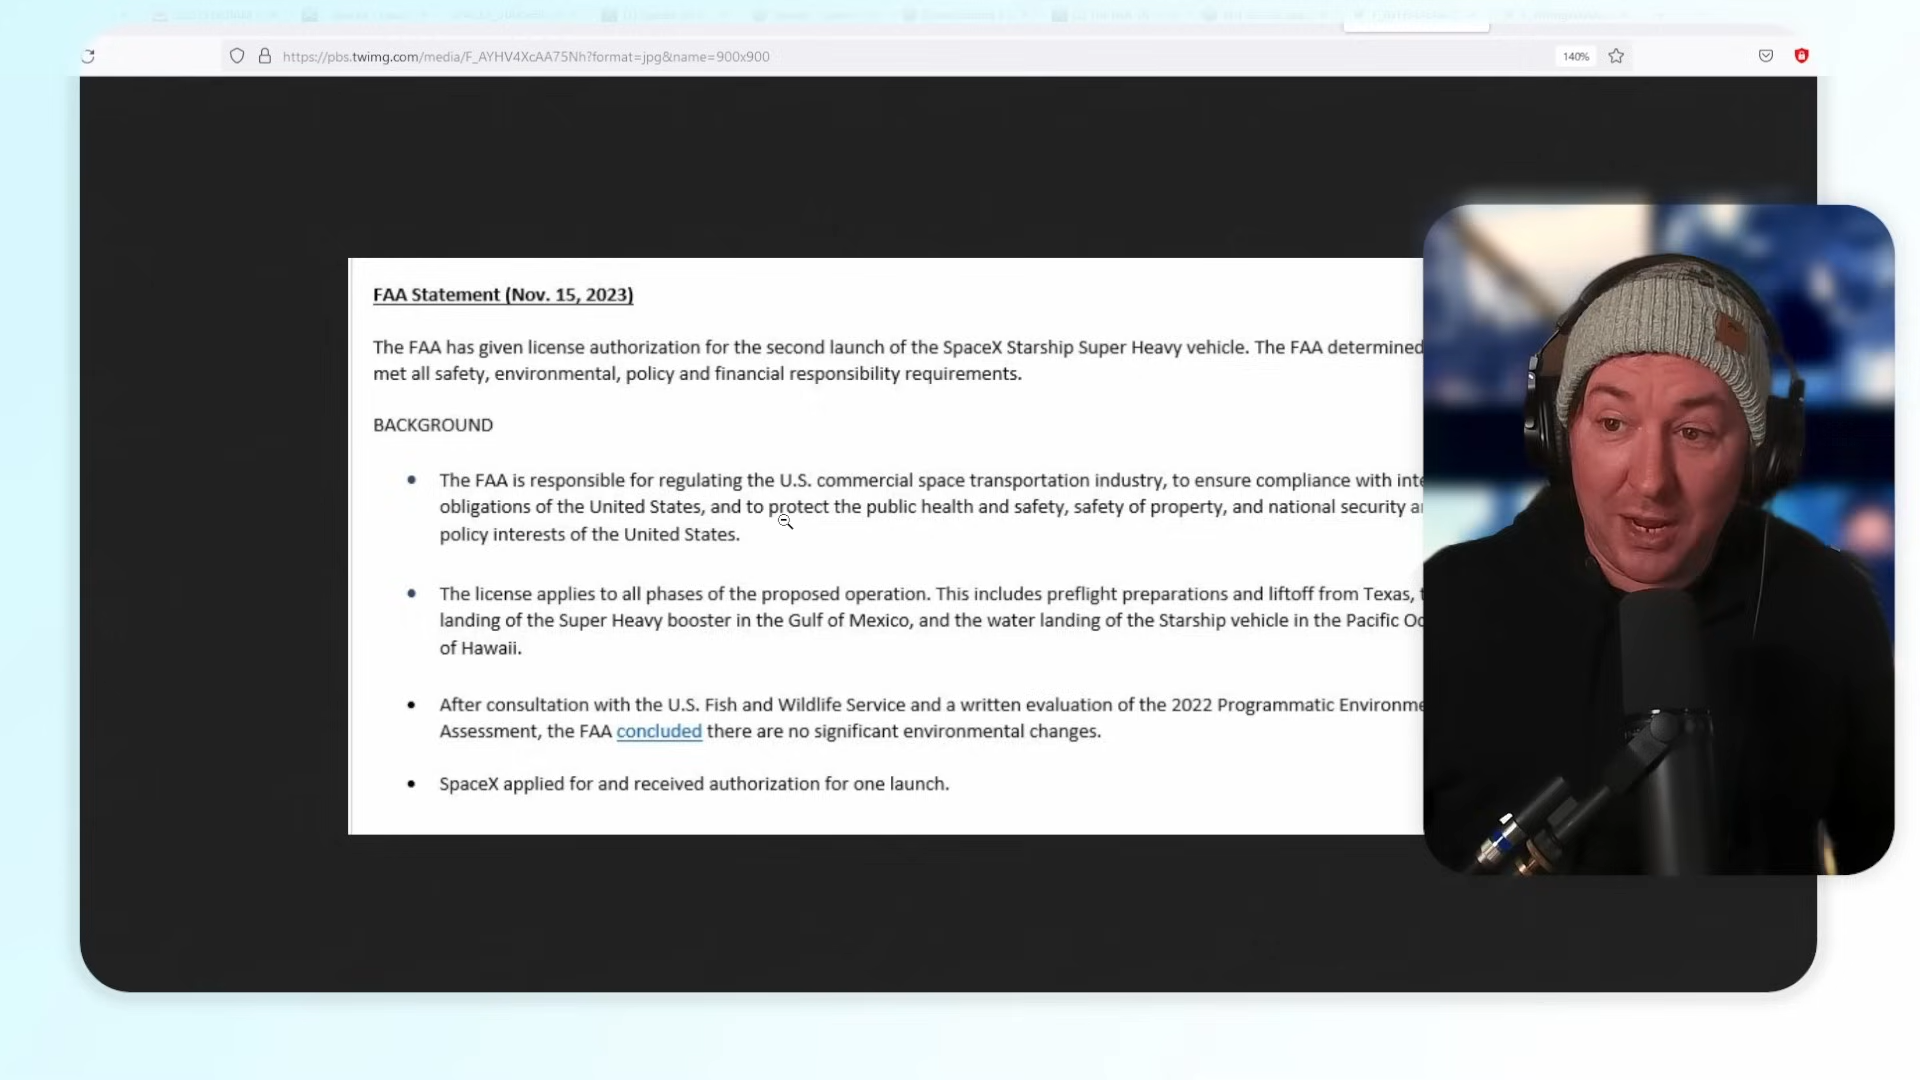 https://pbs.twimg.com/media/F_AYHV4XcAA75Nh?format=jpg&name=900x900
140%
FAA Statement (Nov. 15, 2023)
The FAA has given license authorization for the second launch of the SpaceX Starship Super Heavy vehicle. The FAA determined
met all safety, environmental, policy and financial responsibility requirements.
BACKGROUND
• The FAA is responsible for regulating the U.S. commercial space transportation industry, to ensure compliance with inte
obligations of the United States, and to protect the public health and safety, safety of property, and national security a
policy interests of the United States.
• The license applies to all phases of the proposed operation. This includes preflight preparations and liftoff from Texas, t
landing of the Super Heavy booster in the Gulf of Mexico, and the water landing of the Starship vehicle in the Pacific Oc
of Hawaii.
• After consultation with the U.S. Fish and Wildlife Service and a written evaluation of the 2022 Programmatic Environme
Assessment, the FAA concluded there are no significant environmental changes.
• SpaceX applied for and received authorization for one launch.